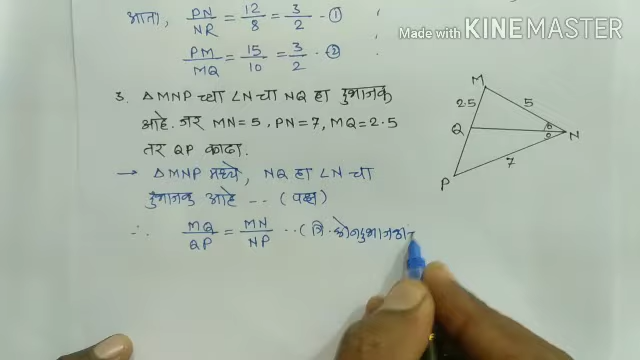 आता, PN/NR = 12/8 = 3/2 - ①
PM/MQ = 15/10 = 3/2 - ②
Made with KINEMASTER
3. △MNP च्या ∠N चा NQ हा दुभाजक
आहे. जर MN=5, PN=7, MQ=2.5
तर QP काढा.
→ △MNP मध्ये, NQ हा ∠N चा
दुभाजक आहे -- (पक्ष)
∴ MQ/QP = MN/NP -- (त्रि. कोनदुभाजका
M
2.5 5
Q N
7
P